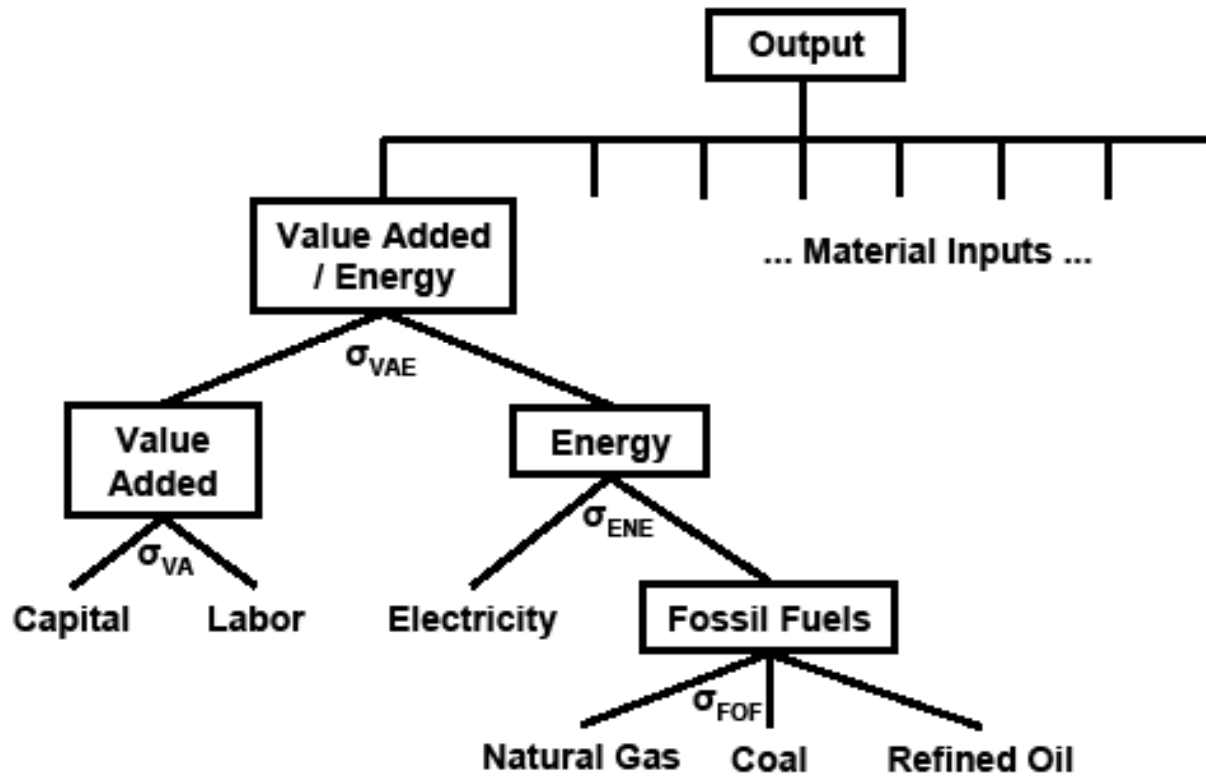 Output
Value Added
/ Energy
... Material Inputs ...
σVAE
Value
Added
Energy
σENE
σVA
Capital
Labor
Electricity
Fossil Fuels
σFOF
Natural Gas
Coal
Refined Oil